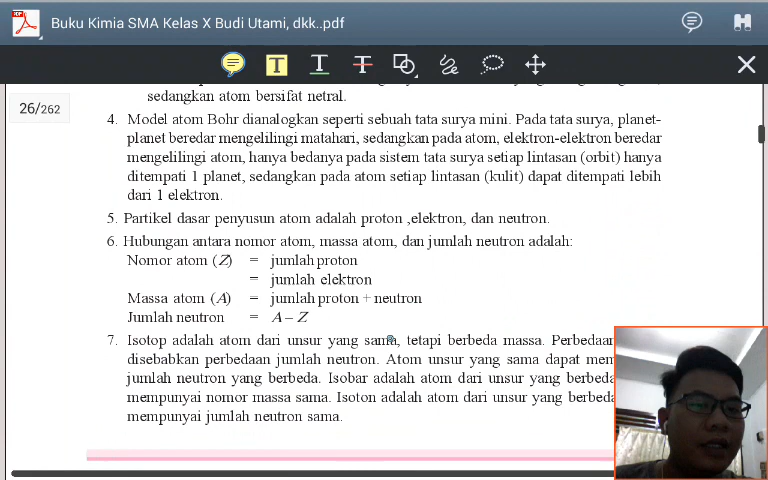 Buku Kimia SMA Kelas X Budi Utami, dkk..pdf
T T T
26/262
sedangkan atom bersifat netral.
4. Model atom Bohr dianalogkan seperti sebuah tata surya mini. Pada tata surya, planet-
planet beredar mengelilingi matahari, sedangkan pada atom, elektron-elektron beredar
mengelilingi atom, hanya bedanya pada sistem tata surya setiap lintasan (orbit) hanya
ditempati 1 planet, sedangkan pada atom setiap lintasan (kulit) dapat ditempati lebih
dari 1 elektron.
5. Partikel dasar penyusun atom adalah proton ,elektron, dan neutron.
6. Hubungan antara nomor atom, massa atom, dan jumlah neutron adalah:
Nomor atom (Z) = jumlah proton
= jumlah elektron
Massa atom (A) = jumlah proton + neutron
Jumlah neutron = A – Z
7. Isotop adalah atom dari unsur yang sama, tetapi berbeda massa. Perbedaan
disebabkan perbedaan jumlah neutron. Atom unsur yang sama dapat mem
jumlah neutron yang berbeda. Isobar adalah atom dari unsur yang berbeda
mempunyai nomor massa sama. Isoton adalah atom dari unsur yang berbeda
mempunyai jumlah neutron sama.